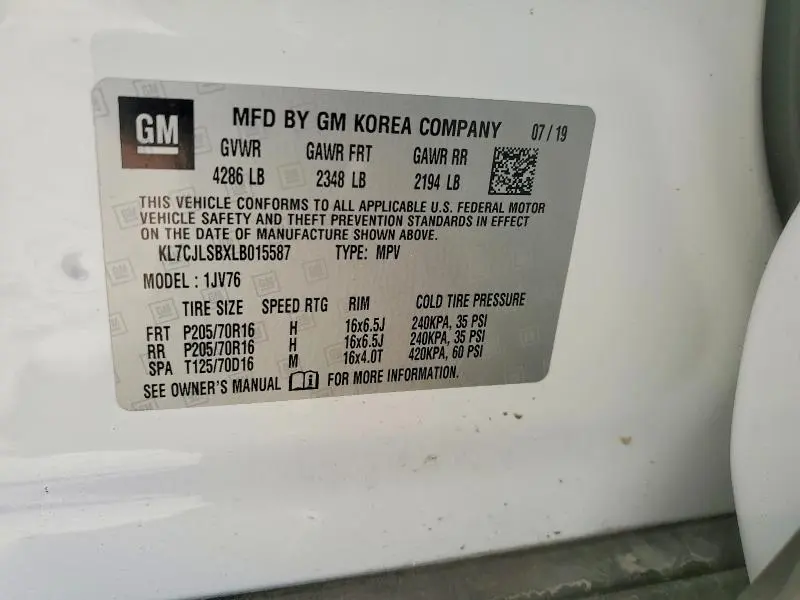 GM MFD BY GM KOREA COMPANY 07/19
GVWR GAWR FRT GAWR RR
4286 LB 2348 LB 2194 LB
THIS VEHICLE CONFORMS TO ALL APPLICABLE U.S. FEDERAL MOTOR
VEHICLE SAFETY AND THEFT PREVENTION STANDARDS IN EFFECT
ON THE DATE OF MANUFACTURE SHOWN ABOVE.
KL7CJLSBXLB015587 TYPE: MPV
MODEL : 1JV76
TIRE SIZE SPEED RTG RIM COLD TIRE PRESSURE
FRT P205/70R16 H 16x6.5J 240KPA, 35 PSI
RR P205/70R16 H 16x6.5J 240KPA, 35 PSI
SPA T125/70D16 M 16x4.0T 420KPA, 60 PSI
SEE OWNER'S MANUAL FOR MORE INFORMATION.